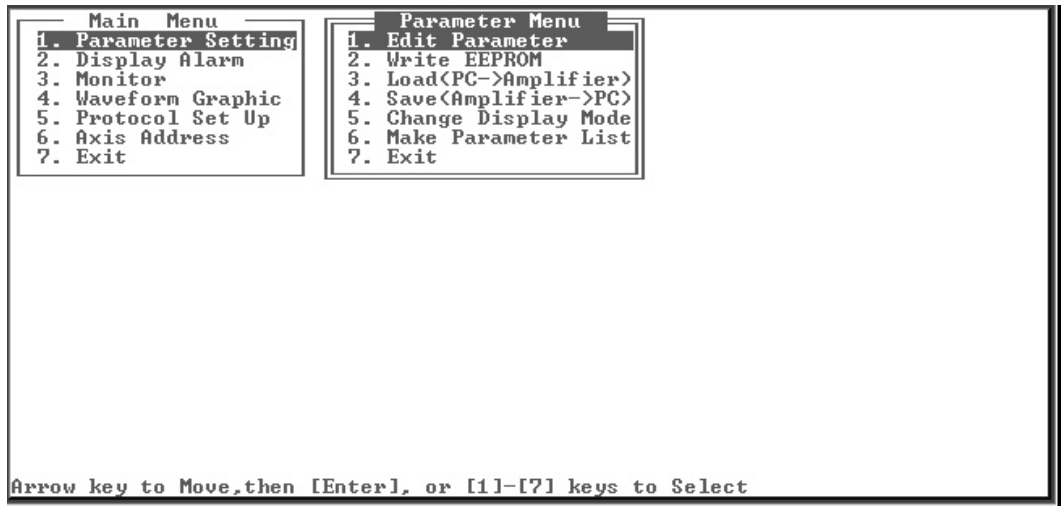 Main Menu
1. Parameter Setting
2. Display Alarm
3. Monitor
4. Waveform Graphic
5. Protocol Set Up
6. Axis Address
7. Exit
Parameter Menu
1. Edit Parameter
2. Write EEPROM
3. Load(PC->Amplifier)
4. Save(Amplifier->PC)
5. Change Display Mode
6. Make Parameter List
7. Exit
Arrow key to Move,then [Enter], or [1]-[7] keys to Select